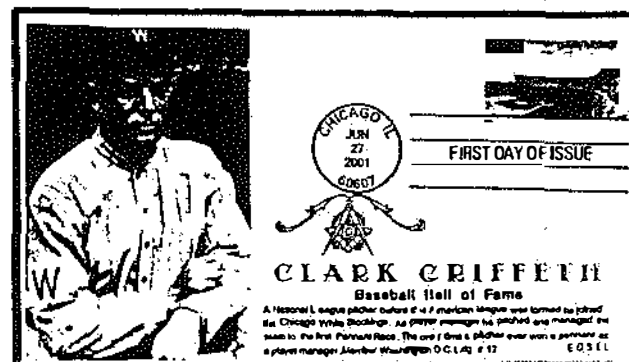 W
W
CHICAGO IL
JUN
27
2001
60607
FIRST DAY OF ISSUE
G
CLARK GRIFFETH
Baseball Hall of Fame
A National League pitcher before the American League was formed he joined
the Chicago White Stockings. As player manager he pitched and managed the
team to the first Pennant Race. The only time a pitcher ever won a pennant as
a player manager Member Washington D.C.